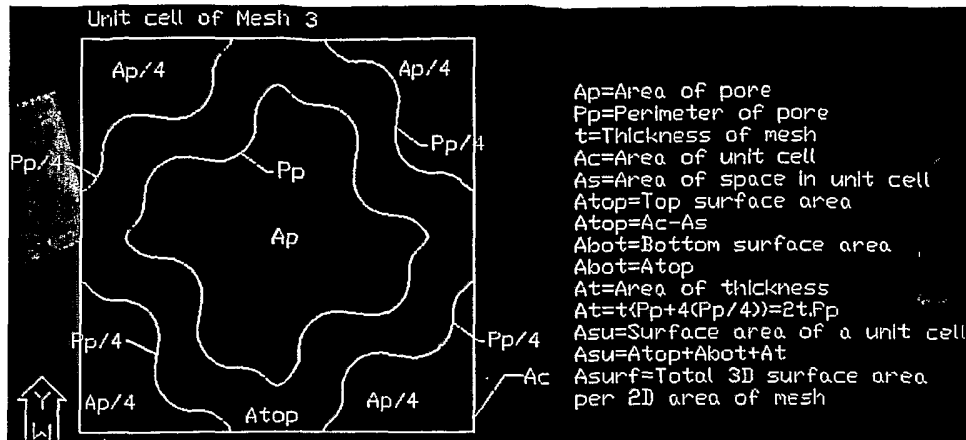 Unit cell of Mesh 3
Ap/4
Ap/4
Pp/4
Pp/4
Pp
Ap
Pp/4
Pp/4
Ap/4
Ap/4
Atop
Ac
Y
W
Ap=Area of pore
Pp=Perimeter of pore
t=Thickness of mesh
Ac=Area of unit cell
As=Area of space in unit cell
Atop=Top surface area
Atop=Ac-As
Abot=Bottom surface area
Abot=Atop
At=Area of thickness
At=t(Pp+4(Pp/4))=2t.Pp
Asu=Surface area of a unit cell
Asu=Atop+Abot+At
Asurf=Total 3D surface area
per 2D area of mesh